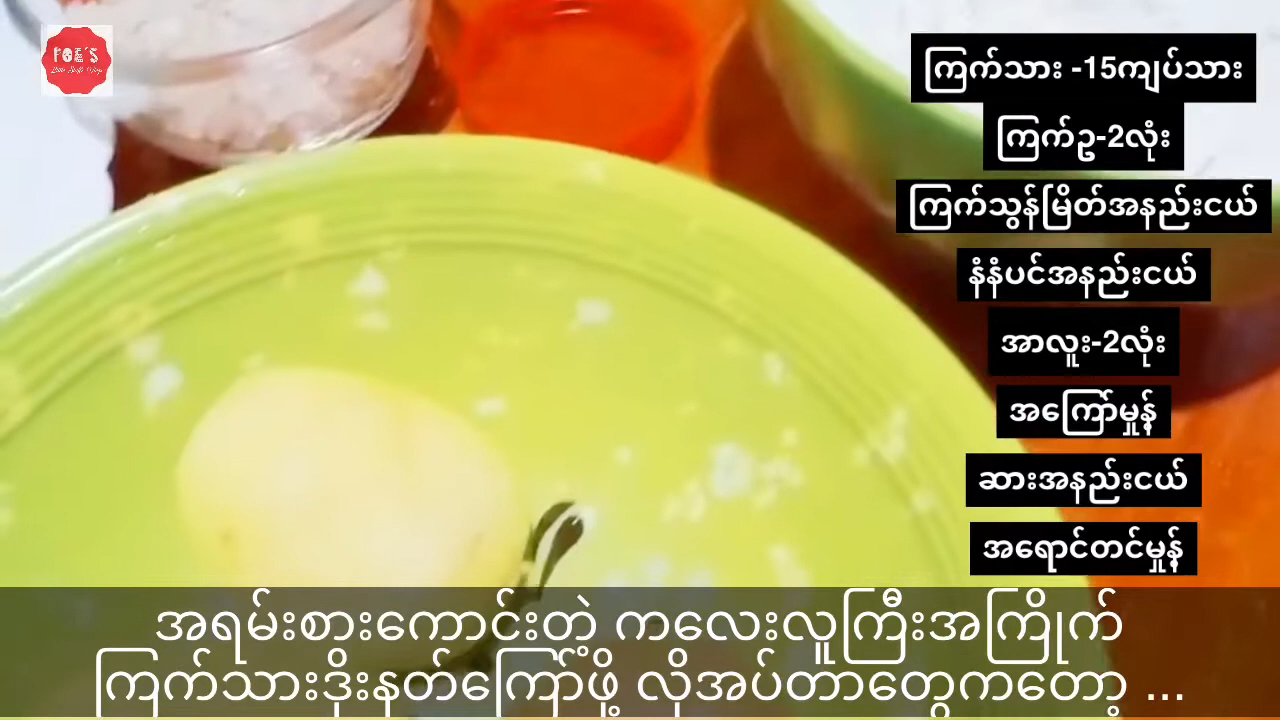 POE'S
ကြက်သား -15ကျပ်သား
ကြက်ဥ-2လုံး
ကြက်သွန်မြိတ်အနည်းငယ်
နံနံပင်အနည်းငယ်
အာလူး-2လုံး
အကြော်မှုန့်
ဆားအနည်းငယ်
အရောင်တင်မှုန့်
အရမ်းစားကောင်းတဲ့ ကလေးလူကြီးအကြိုက်
ကြက်သားဒိုးနတ်ကြော်ဖို့ လိုအပ်တာတွေကတော့ ...